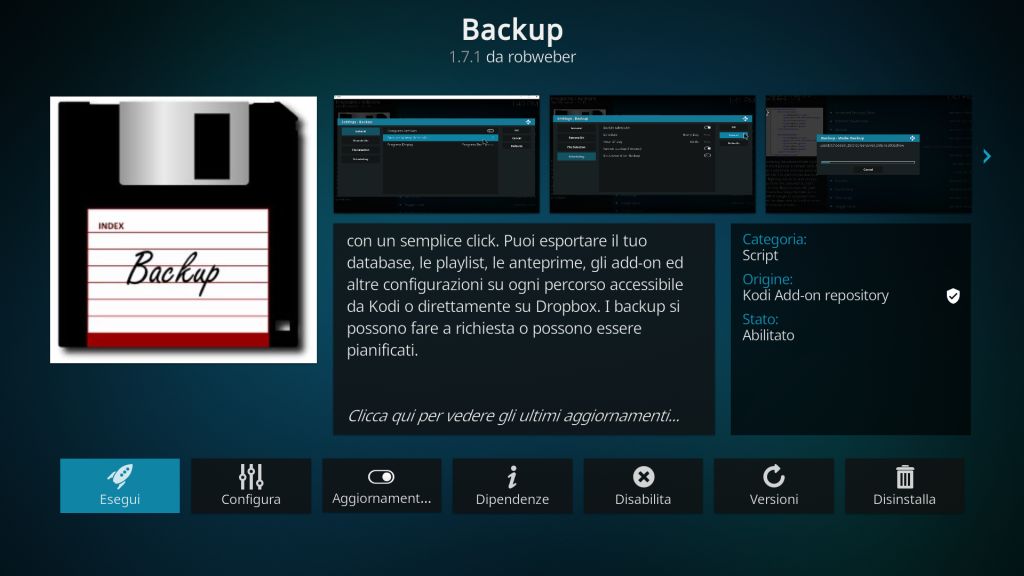 Backup
1.7.1 da robweber
INDEX
Backup
con un semplice click. Puoi esportare il tuo
database, le playlist, le anteprime, gli add-on ed
altre configurazioni su ogni percorso accessibile
da Kodi o direttamente su Dropbox. I backup si
possono fare a richiesta o possono essere
pianificati.
Clicca qui per vedere gli ultimi aggiornamenti...
Categoria:
Script
Origine:
Kodi Add-on repository
Stato:
Abilitato
Esegui
Configura
Aggiornament...
Dipendenze
Disabilita
Versioni
Disinstalla